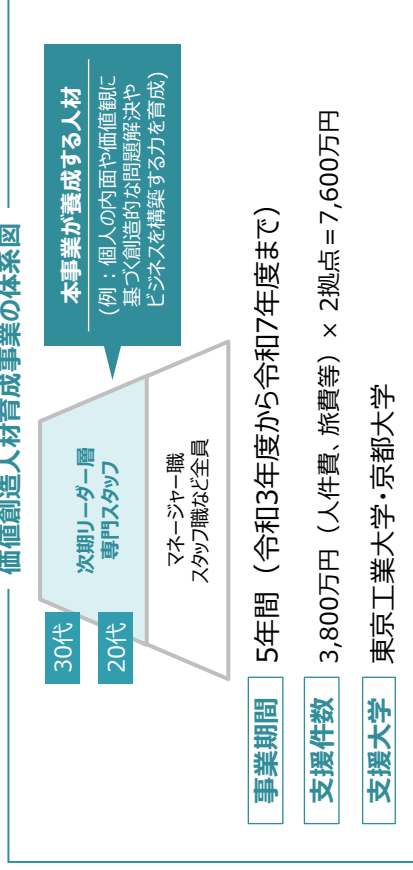 価値創造人材育成事業の体系図
30代
20代
次期リーダー層
専門スタッフ
マネージャー職
スタッフ職など全員
本事業が養成する人材
(例：個人の内面や価値観に
基づく創造的な問題解決や
ビジネスを構築する力を育成)
事業期間 5年間（令和3年度から令和7年度まで）
支援件数 3,800万円（人件費、旅費等）× 2拠点＝7,600万円
支援大学 東京工業大学・京都大学